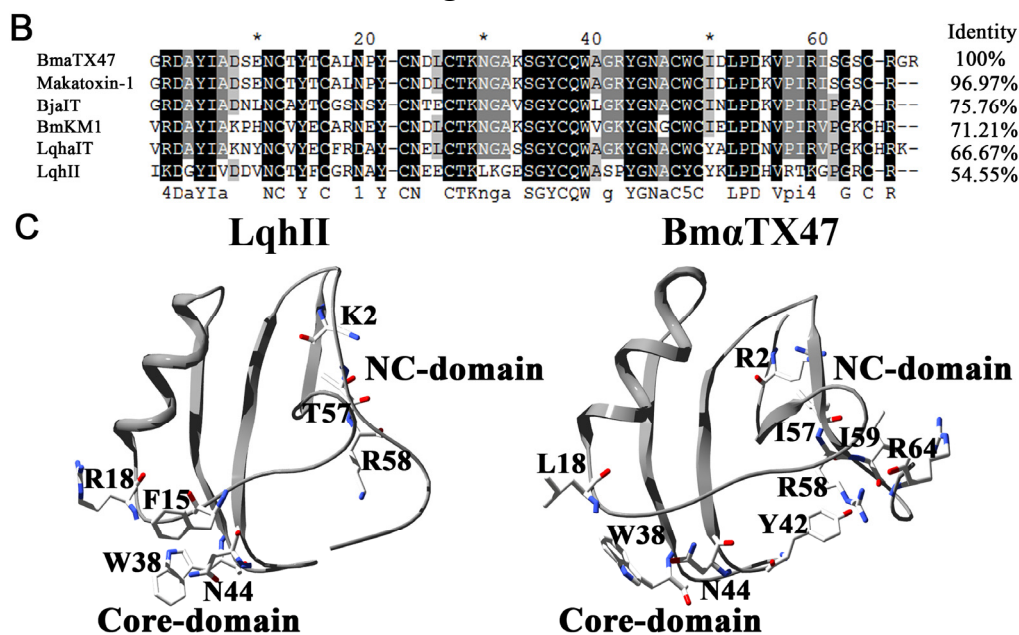 B
* 20 * 40 * 60 Identity
BmaTX47 GRDAYIADSENCTYTCALNPY-CNDLCTKNGAKSGYCQWAGRYGNACWCIDLPDKVPIRISGSC-RGR 100%
Makatoxin-1 GRDAYIADSENCTYTCALNPY-CNDLCTKNGAKSGYCQWAGRYGNACWCIDLPDKVPIRISGSC-R-- 96.97%
BjaIT GRDAYIADNLNCAYTCGSNSY-CNTECTKNGAVSGYCQWLGKYGNACWCINLPDKVPIRIPGAC-R-- 75.76%
BmKM1 VRDAYIAKPHNCVYECARNEY-CNDLCTKNGAKSGYCQWVGKYGNGCWCIELPDNVPIRVPGKCHR-- 71.21%
LqhaIT VRDAYIAKNYNCVYECFRDAY-CNELCTKNGASSGYCQWAGKYGNACWCYALPDNVPIRVPGKCHRK- 66.67%
LqhII IKDGYIVDDVNCTYFCGRNAY-CNEECTKLKGESGYCQWASPYGNACYCYKLPDHVRTKGPGRC-R-- 54.55%
4DaYIa NC Y C 1 Y CN CTKnga SGYCQW g YGNaC5C LPD Vpi4 G C R
C
LqhII
BmαTX47
K2
NC-domain
T57
R58
R18
F15
W38
N44
Core-domain
R2
NC-domain
I57
I59
R64
L18
R58
Y42
W38
N44
Core-domain